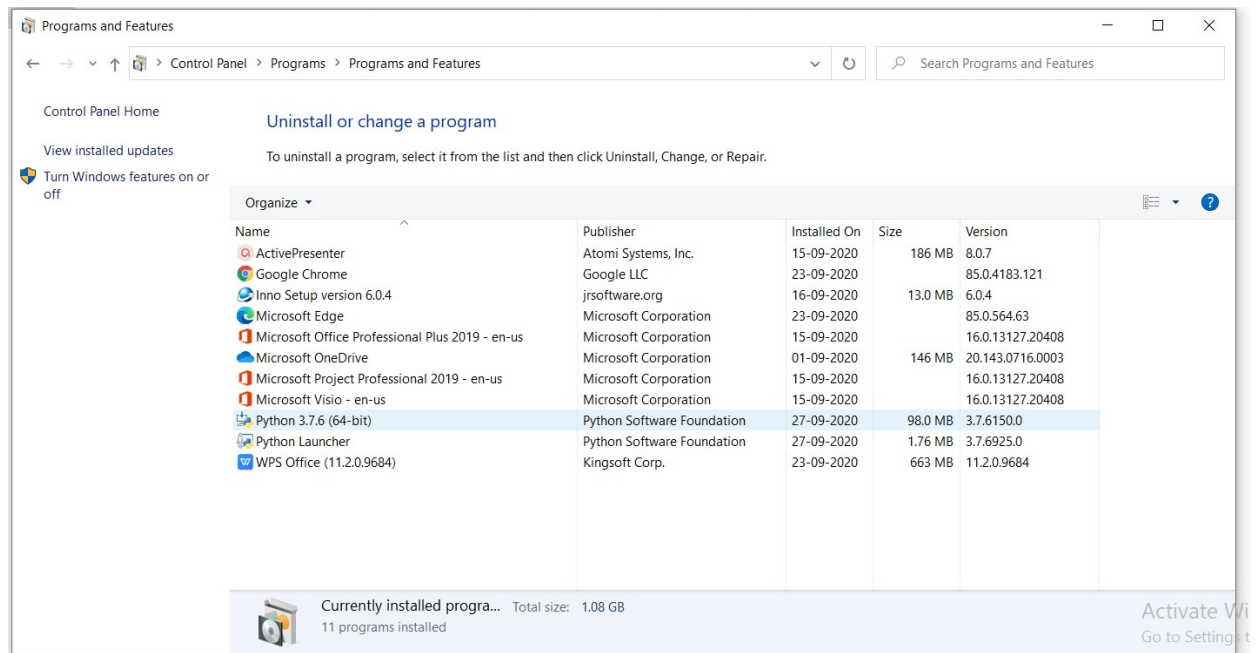 Programs and Features
Control Panel > Programs > Programs and Features
Search Programs and Features
Control Panel Home
View installed updates
Turn Windows features on or
off
Uninstall or change a program
To uninstall a program, select it from the list and then click Uninstall, Change, or Repair.
Organize
Name Publisher Installed On Size Version
ActivePresenter Atomi Systems, Inc. 15-09-2020 186 MB 8.0.7
Google Chrome Google LLC 23-09-2020 85.0.4183.121
Inno Setup version 6.0.4 jrsoftware.org 16-09-2020 13.0 MB 6.0.4
Microsoft Edge Microsoft Corporation 23-09-2020 85.0.564.63
Microsoft Office Professional Plus 2019 - en-us Microsoft Corporation 15-09-2020 16.0.13127.20408
Microsoft OneDrive Microsoft Corporation 01-09-2020 146 MB 20.143.0716.0003
Microsoft Project Professional 2019 - en-us Microsoft Corporation 15-09-2020 16.0.13127.20408
Microsoft Visio - en-us Microsoft Corporation 15-09-2020 16.0.13127.20408
Python 3.7.6 (64-bit) Python Software Foundation 27-09-2020 98.0 MB 3.7.6150.0
Python Launcher Python Software Foundation 27-09-2020 1.76 MB 3.7.6925.0
WPS Office (11.2.0.9684) Kingsoft Corp. 23-09-2020 663 MB 11.2.0.9684
Currently installed progra... Total size: 1.08 GB
11 programs installed
Activate Wi
Go to Settings t